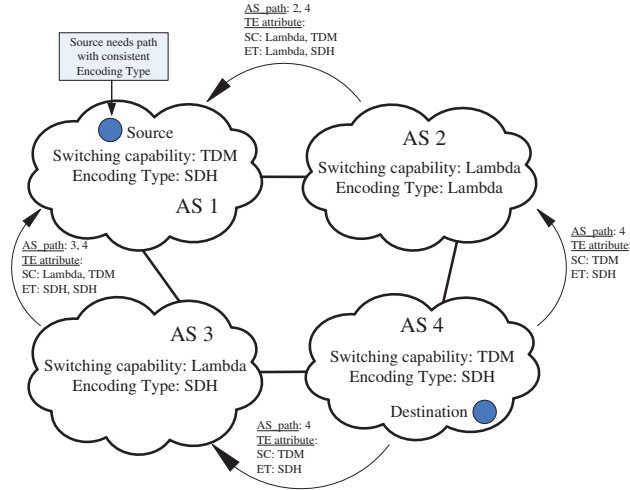 AS_path: 2, 4
TE attribute:
SC: Lambda, TDM
ET: Lambda, SDH
Source needs path
with consistent
Encoding Type
Source
Switching capability: TDM
Encoding Type: SDH
AS 1
AS 2
Switching capability: Lambda
Encoding Type: Lambda
AS_path: 3, 4
TE attribute:
SC: Lambda, TDM
ET: SDH, SDH
AS_path: 4
TE attribute:
SC: TDM
ET: SDH
AS 3
Switching capability: Lambda
Encoding Type: SDH
AS 4
Switching capability: TDM
Encoding Type: SDH
Destination
AS_path: 4
TE attribute:
SC: TDM
ET: SDH